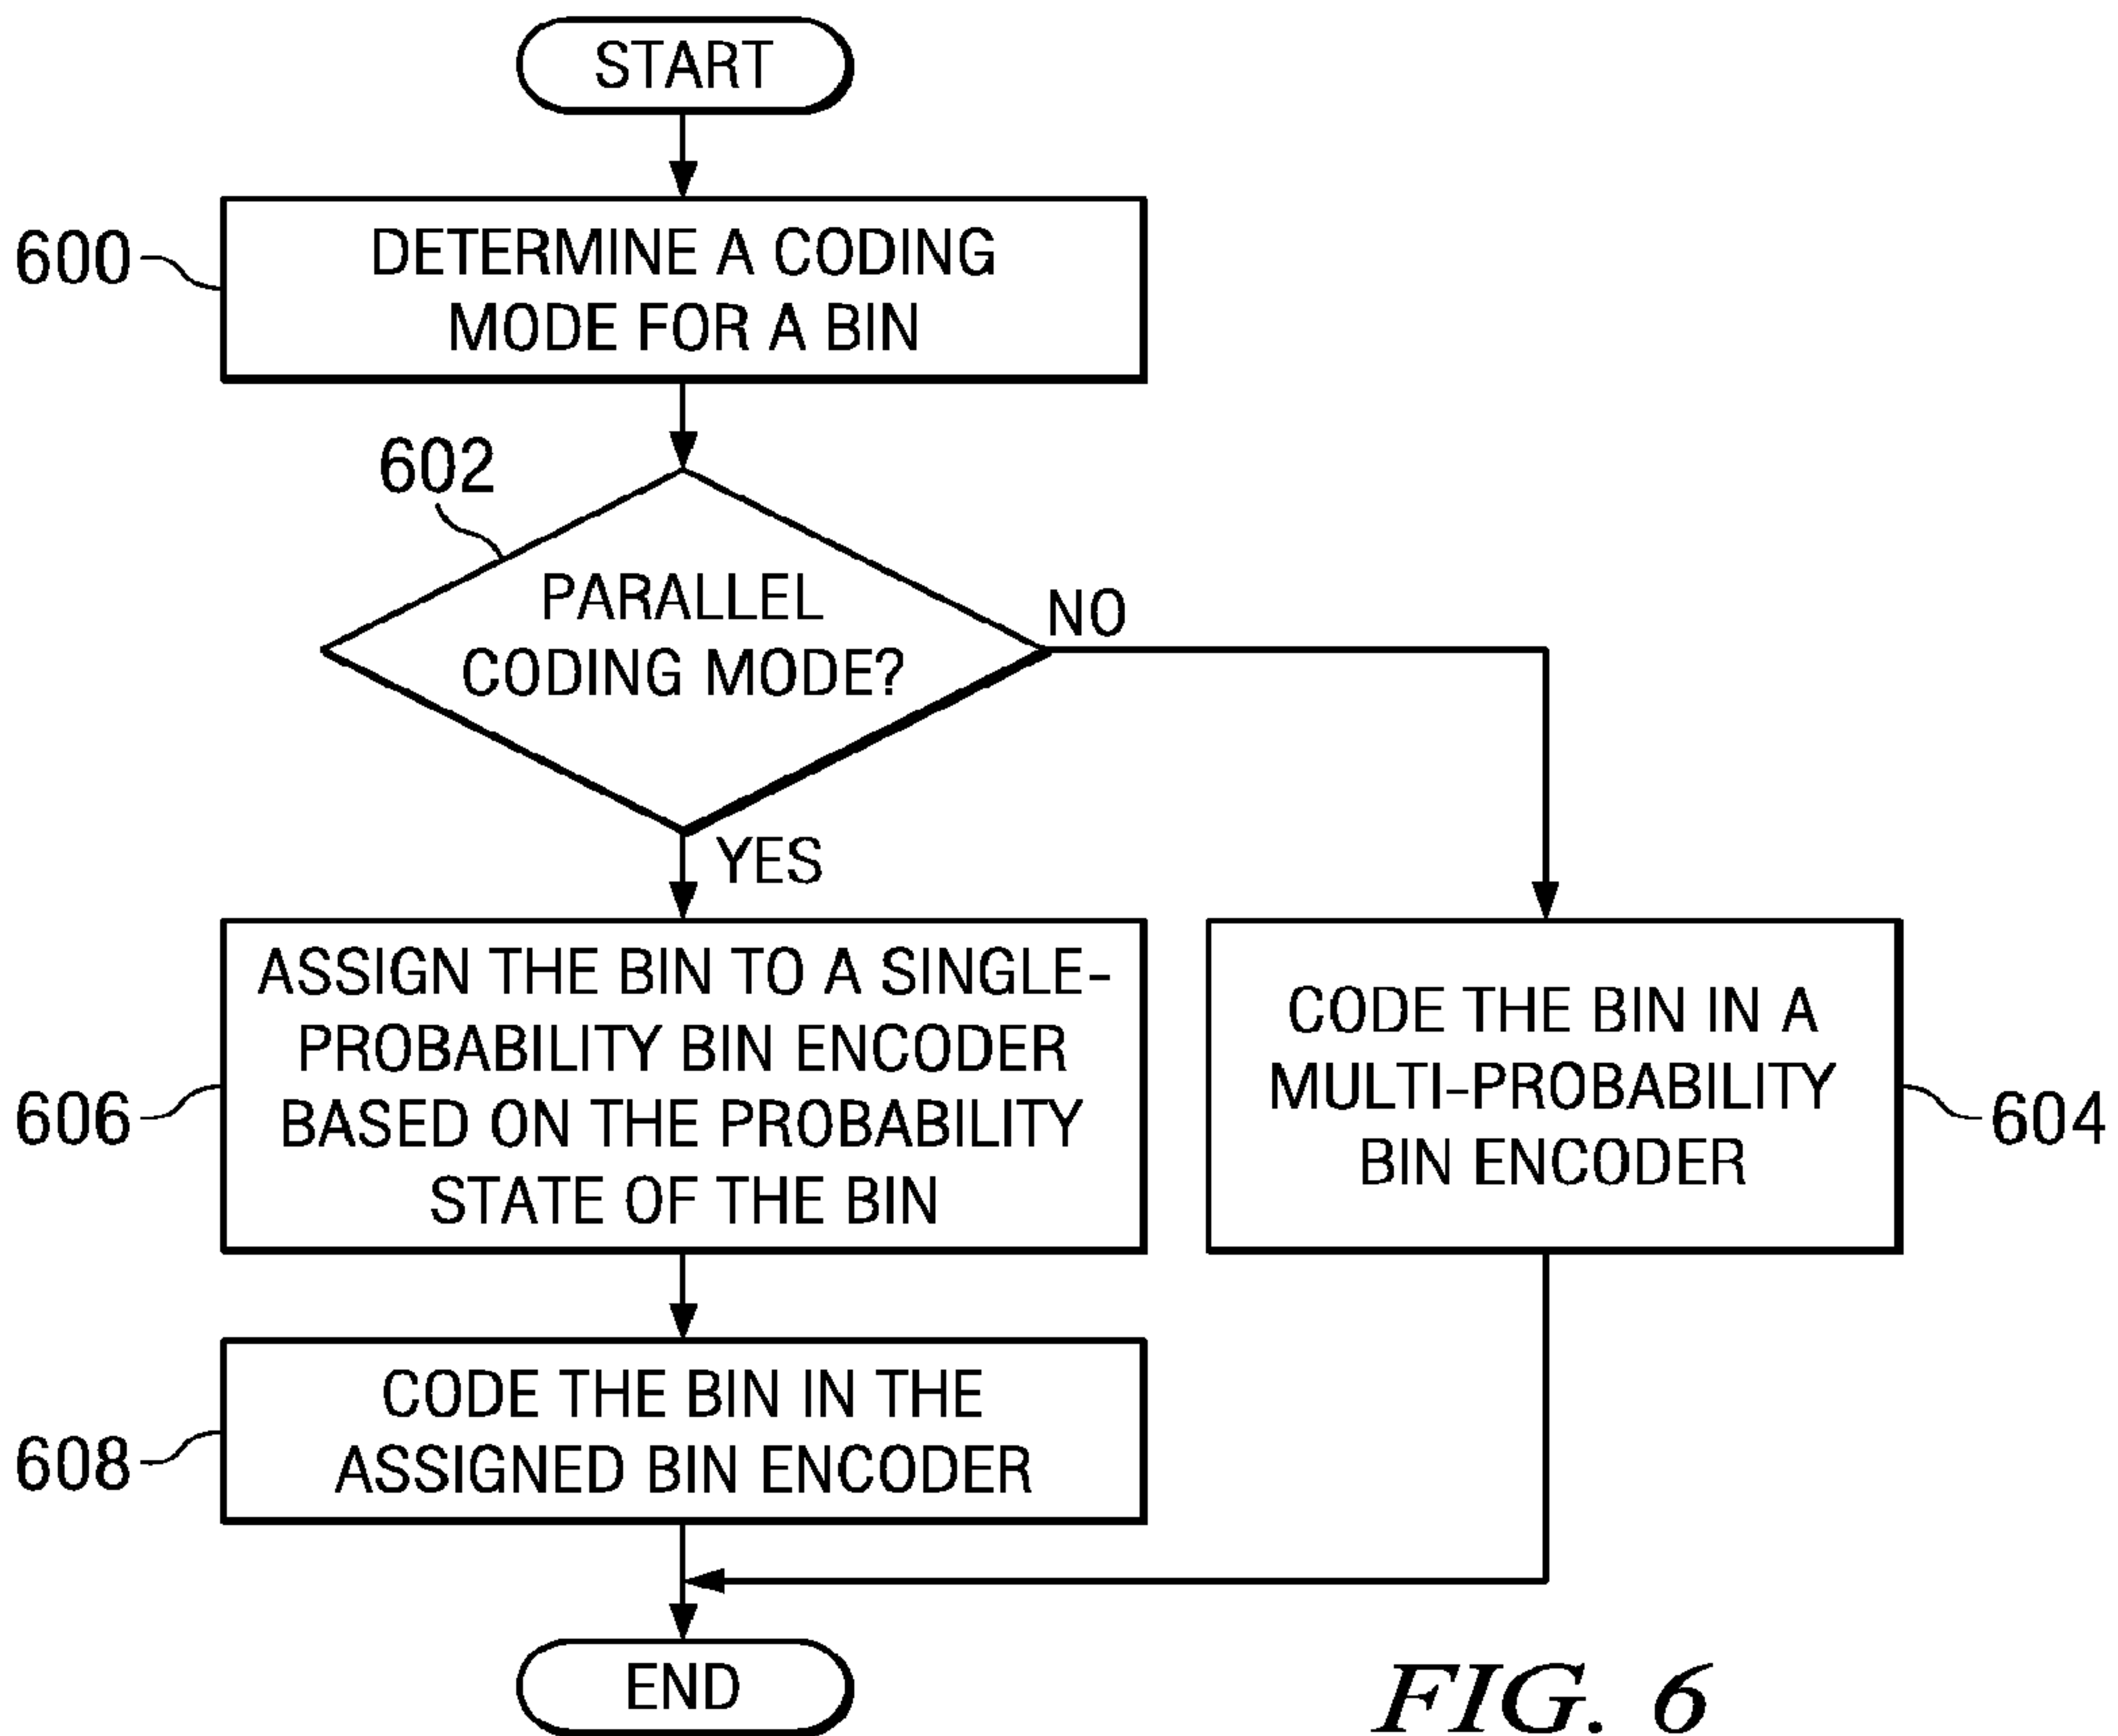 START
600
DETERMINE A CODING
MODE FOR A BIN
602
PARALLEL
CODING MODE?
NO
YES
606
ASSIGN THE BIN TO A SINGLE-
PROBABILITY BIN ENCODER
BASED ON THE PROBABILITY
STATE OF THE BIN
CODE THE BIN IN A
MULTI-PROBABILITY
BIN ENCODER
604
608
CODE THE BIN IN THE
ASSIGNED BIN ENCODER
END
FIG. 6